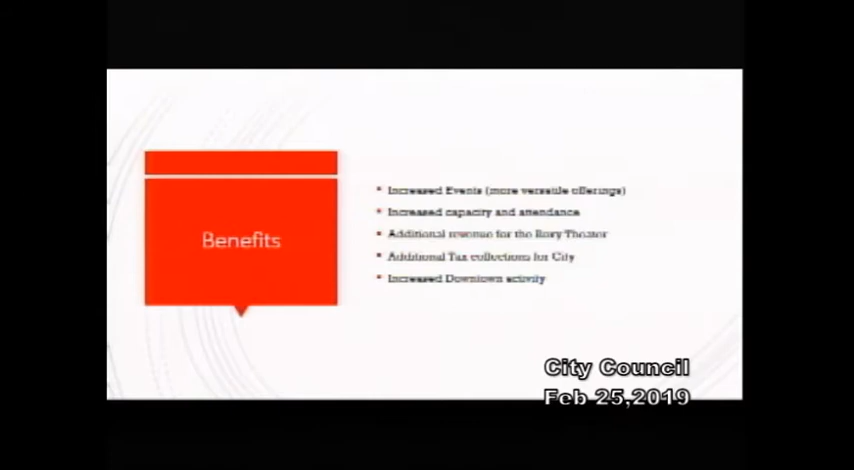 Benefits
Increased Events (more versatile offerings)
Increased capacity and attendance
Additional revenue for the Roxy Theater
Additional Tax collections for City
Increased Downtown activity
City Council
Feb 25,2019